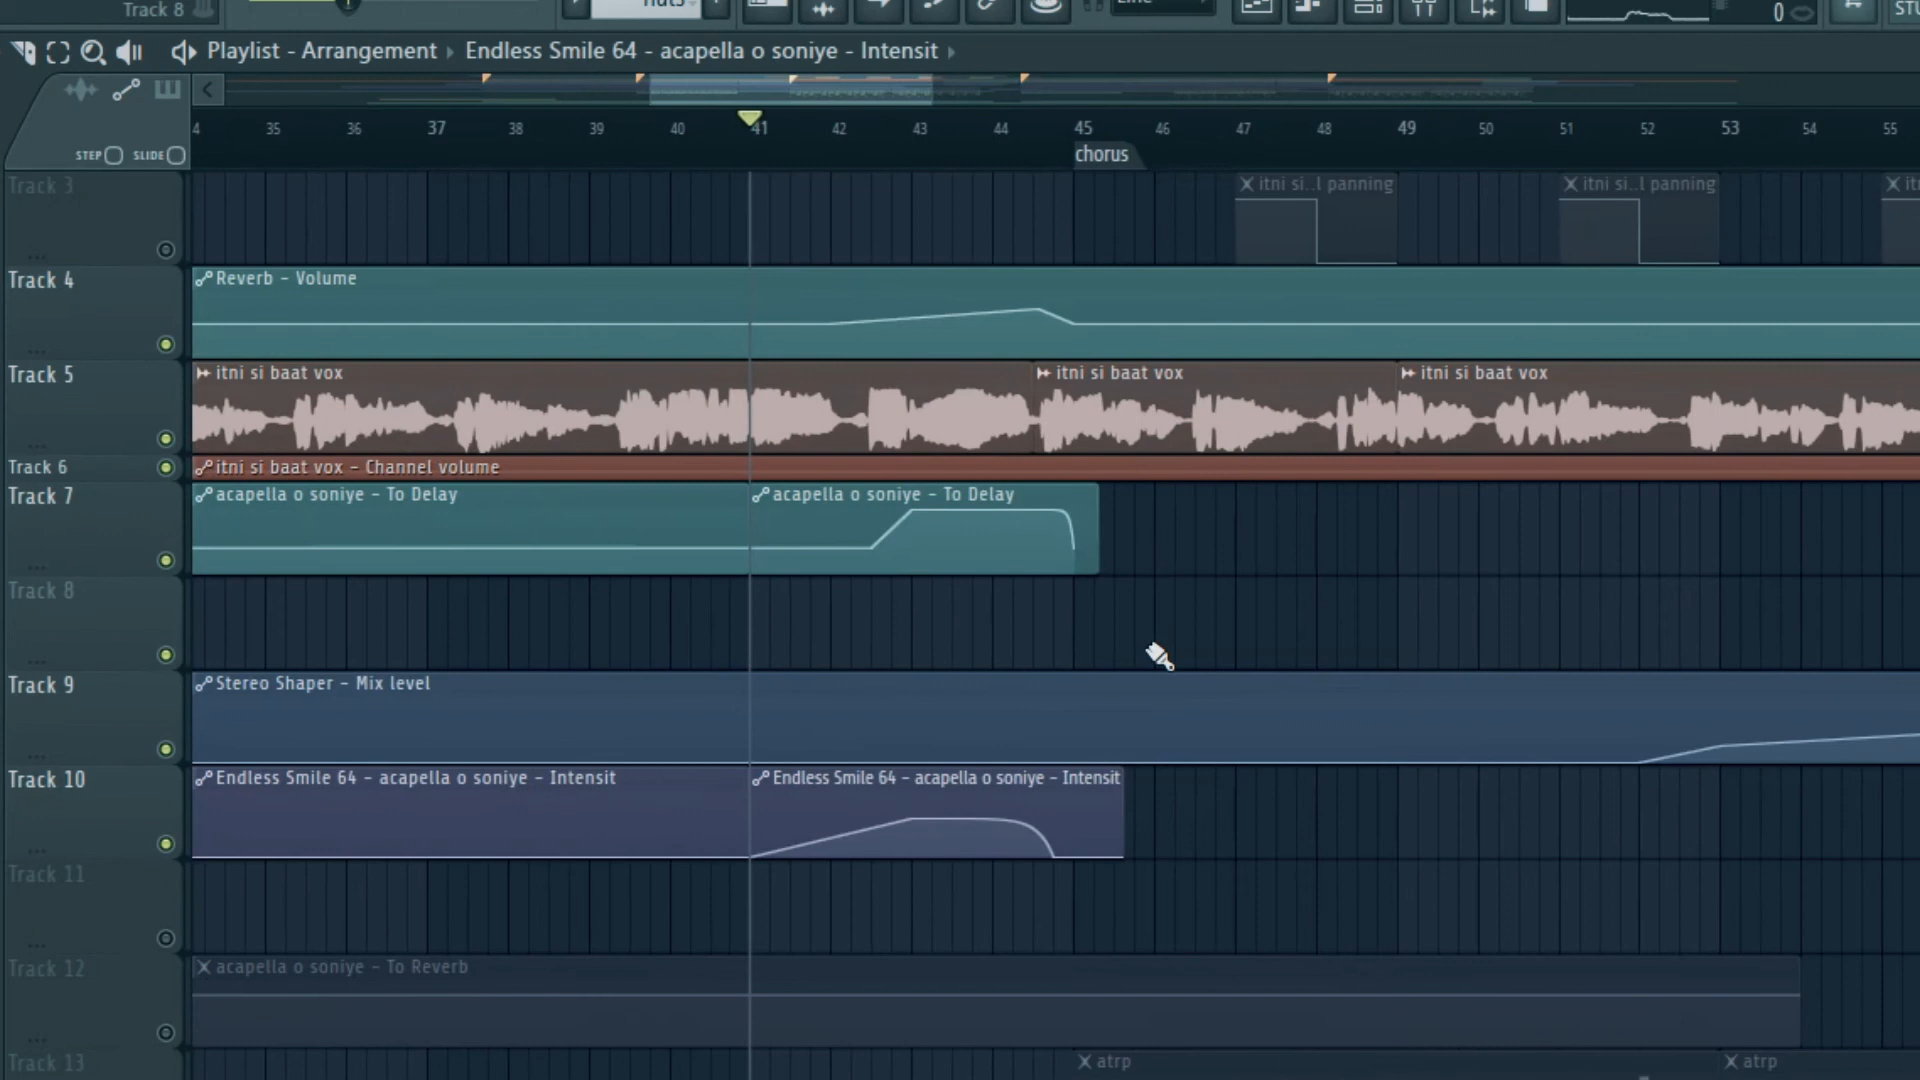 Track 8
Playlist - Arrangement ▸ Endless Smile 64 - acapella o soniye - Intensit ▸
4 35 36 37 38 39 40 41 42 43 44 45 46 47 48 49 50 51 52 53 54 55
STEP SLIDE
chorus
Track 3
itni si..l panning
itni si..l panning
Track 4
Reverb - Volume
Track 5
itni si baat vox
itni si baat vox
itni si baat vox
Track 6
itni si baat vox - Channel volume
Track 7
acapella o soniye - To Delay
acapella o soniye - To Delay
Track 8
Track 9
Stereo Shaper - Mix level
Track 10
Endless Smile 64 - acapella o soniye - Intensit
Endless Smile 64 - acapella o soniye - Intensit
Track 11
Track 12
acapella o soniye - To Reverb
Track 13
atrp
atrp